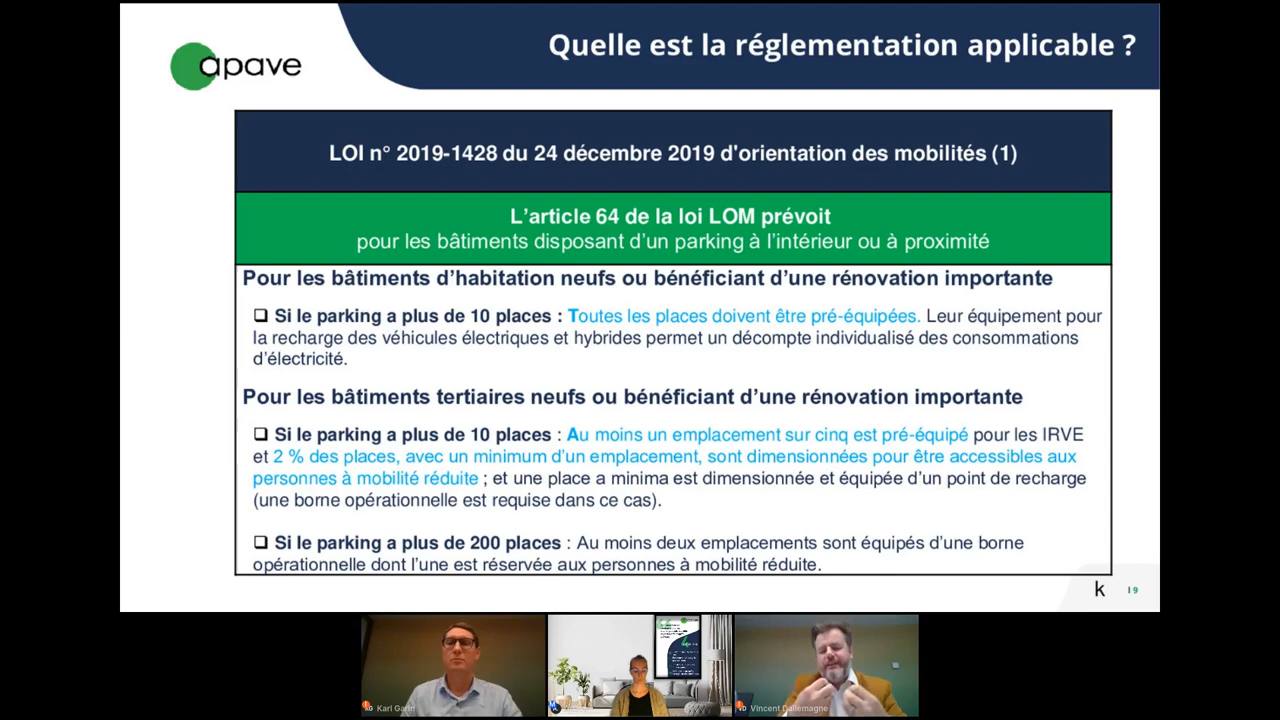 apave
Quelle est la réglementation applicable ?
LOI n° 2019-1428 du 24 décembre 2019 d'orientation des mobilités (1)
L'article 64 de la loi LOM prévoit
pour les bâtiments disposant d'un parking à l'intérieur ou à proximité
Pour les bâtiments d'habitation neufs ou bénéficiant d'une rénovation importante
❑ Si le parking a plus de 10 places : Toutes les places doivent être pré-équipées. Leur équipement pour
la recharge des véhicules électriques et hybrides permet un décompte individualisé des consommations
d'électricité.
Pour les bâtiments tertiaires neufs ou bénéficiant d'une rénovation importante
❑ Si le parking a plus de 10 places : Au moins un emplacement sur cinq est pré-équipé pour les IRVE
et 2 % des places, avec un minimum d'un emplacement, sont dimensionnées pour être accessibles aux
personnes à mobilité réduite ; et une place a minima est dimensionnée et équipée d'un point de recharge
(une borne opérationnelle est requise dans ce cas).
❑ Si le parking a plus de 200 places : Au moins deux emplacements sont équipés d'une borne
opérationnelle dont l'une est réservée aux personnes à mobilité réduite.
k
I 9
Karl Garin
Vincent Dallemagne